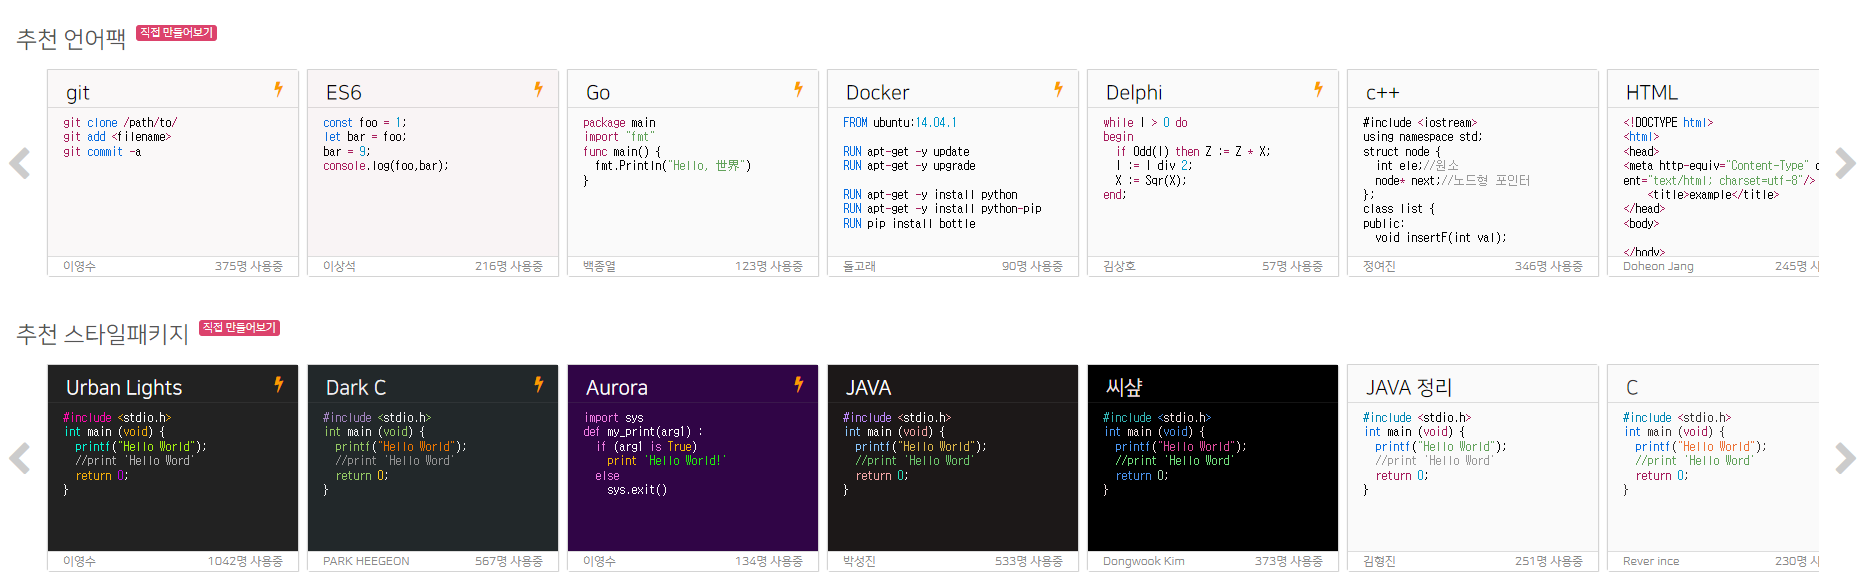 추천 언어팩 직접 만들어보기
git
git clone /path/to/
git add <filename>
git commit -a
이영수 375명 사용중
ES6
const foo = 1;
let bar = foo;
bar = 9;
console.log(foo,bar);
이상석 216명 사용중
Go
package main
import "fmt"
func main() {
  fmt.Println("Hello, 世界")
}
백종열 123명 사용중
Docker
FROM ubuntu:14.04.1
RUN apt-get -y update
RUN apt-get -y upgrade
RUN apt-get -y install python
RUN apt-get -y install python-pip
RUN pip install bottle
돌고래 90명 사용중
Delphi
while I > 0 do
begin
  if Odd(I) then Z := Z * X;
  I := I div 2;
  X := Sqr(X);
end;
김상호 57명 사용중
c++
#include <iostream>
using namespace std;
struct node {
  int ele;//원소
  node* next;//노드형 포인터
};
class list {
public:
  void insertF(int val);
정여진 346명 사용중
HTML
<!DOCTYPE html>
<html>
<head>
<meta http-equiv="Content-Type" c
ent="text/html; charset=utf-8"/>
    <title>example</title>
</head>
<body>
</body>
Doheon Jang 245명
추천 스타일패키지 직접 만들어보기
Urban Lights
#include <stdio.h>
int main (void) {
  printf("Hello World");
  //print 'Hello Word'
  return 0;
}
이영수 1042명 사용중
Dark C
#include <stdio.h>
int main (void) {
  printf("Hello World");
  //print 'Hello Word'
  return 0;
}
PARK HEEGEON 567명 사용중
Aurora
import sys
def my_print(arg1) :
  if (arg1 is True)
    print 'Hello World!'
  else
    sys.exit()
이영수 134명 사용중
JAVA
#include <stdio.h>
int main (void) {
  printf("Hello World");
  //print 'Hello Word'
  return 0;
}
박성진 533명 사용중
씨샾
#include <stdio.h>
int main (void) {
  printf("Hello World");
  //print 'Hello Word'
  return 0;
}
Dongwook Kim 373명 사용중
JAVA 정리
#include <stdio.h>
int main (void) {
  printf("Hello World");
  //print 'Hello Word'
  return 0;
}
김형진 251명 사용중
C
#include <stdio.h>
int main (void) {
  printf("Hello World");
  //print 'Hello Word'
  return 0;
}
Rever ince 230명